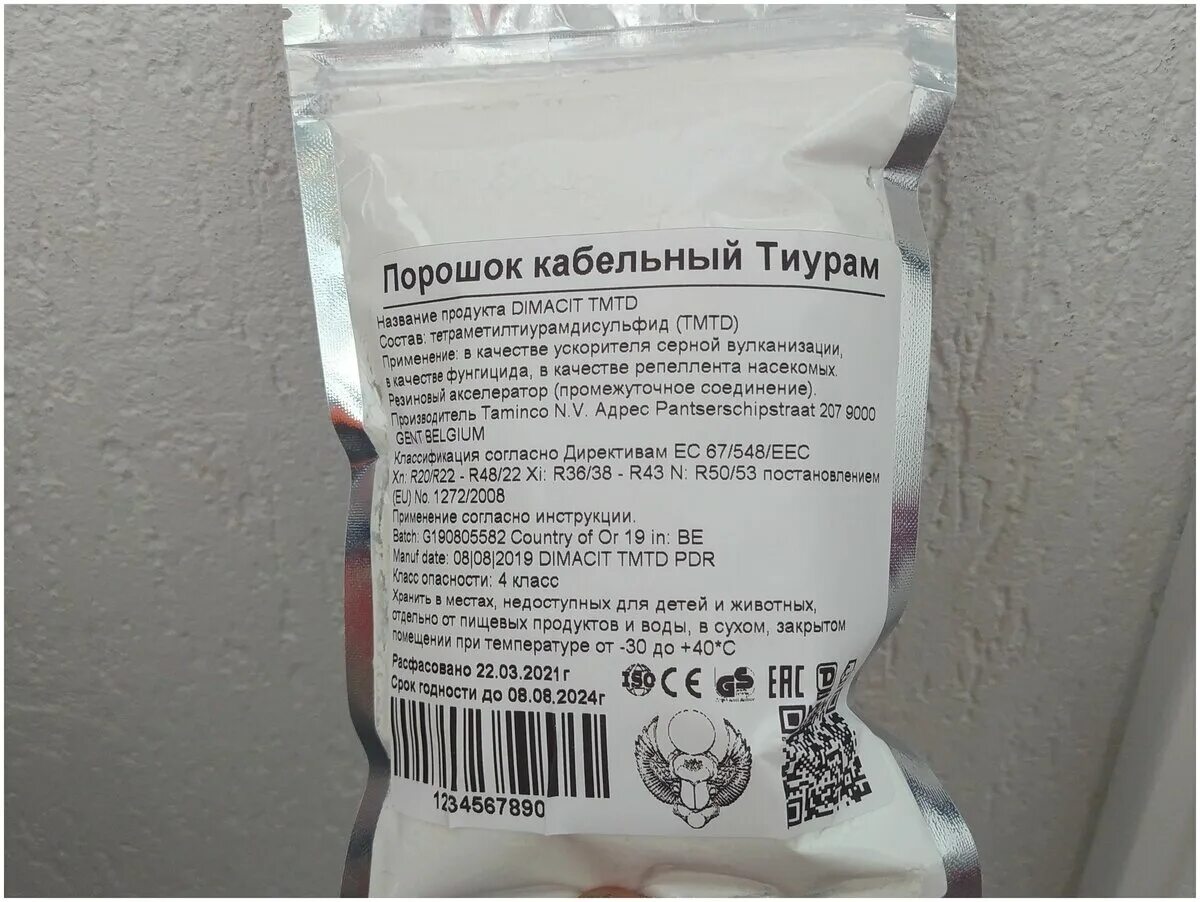 Порошок кабельный Тиурам
Название продукта DIMACIT TMTD
Состав: тетраметилтиурамдисульфид (TMTD)
Применение: в качестве ускорителя серной вулканизации,
в качестве фунгицида, в качестве репеллента насекомых.
Резиновый акселератор (промежуточное соединение).
Производитель Taminco N.V. Адрес Pantserschipstraat 207 9000
GENT BELGIUM
Классификация согласно Директивам ЕС 67/548/EEC
Xn: R20/R22 - R48/22 Xi: R36/38 - R43 N: R50/53 постановлением
(EU) No. 1272/2008
Применение согласно инструкции.
Batch: G190805582 Country of Or 19 in: BE
Manuf date: 08|08|2019 DIMACIT TMTD PDR
Класс опасности: 4 класс
Хранить в местах, недоступных для детей и животных,
отдельно от пищевых продуктов и воды, в сухом, закрытом
помещении при температуре от -30 до +40*С
Расфасовано 22.03.2021г
Срок годности до 08.08.2024г
ISO CE GS EAC
1234567890